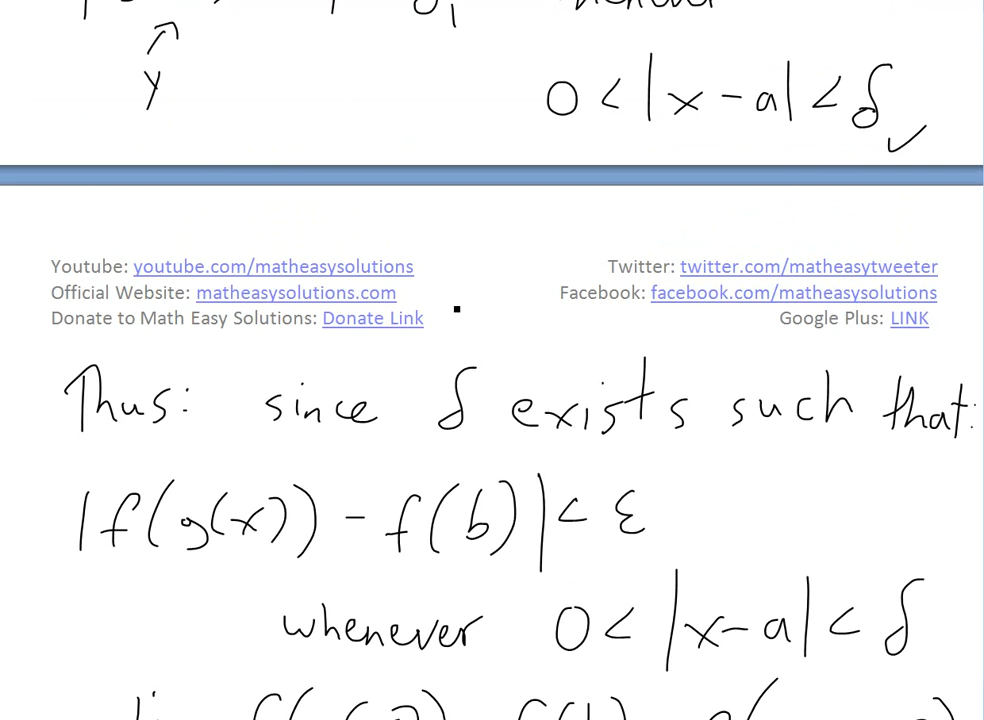 y
0 < |x - a| < δ ✓
Youtube: youtube.com/matheasysolutions
Twitter: twitter.com/matheasytweeter
Official Website: matheasysolutions.com
Facebook: facebook.com/matheasysolutions
Donate to Math Easy Solutions: Donate Link
Google Plus: LINK
Thus: since δ exists such that:
|f(g(x)) - f(b)| < ε
whenever 0 < |x - a| < δ